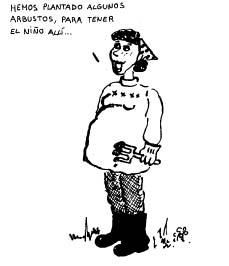 HEMOS PLANTADO ALGUNOS
ARBUSTOS, PARA TENER
EL NIÑO ALLÍ...